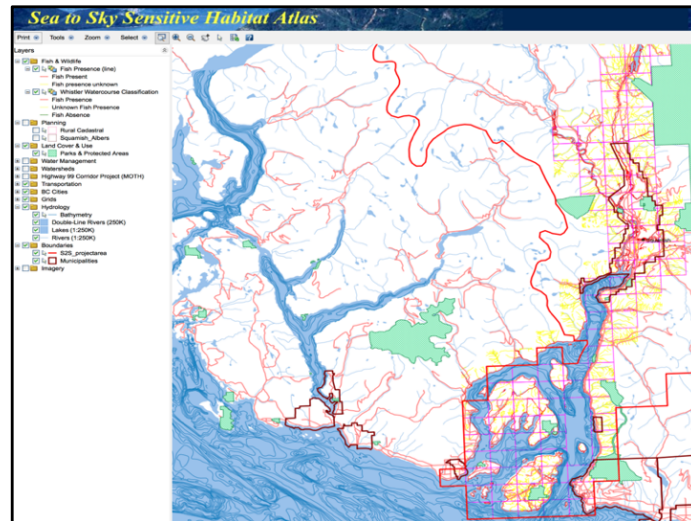 Sea to Sky Sensitive Habitat Atlas
Print Tools Zoom Select
Layers
Fish & Wildlife
Fish Presence (line)
Fish Present
Fish presence unknown
Whistler Watercourse Classification
Fish Presence
Unknown Fish Presence
Fish Absence
Planning
Rural Cadastral
Squamish_Albers
Land Cover & Use
Parks & Protected Areas
Water Management
Watersheds
Highway 99 Corridor Project (MOTH)
Transportation
BC Cities
Grids
Hydrology
Bathymetry
Double-Line Rivers (250K)
Lakes (1:250K)
Rivers (1:250K)
Boundaries
S2S_projectarea
Municipalities
Imagery